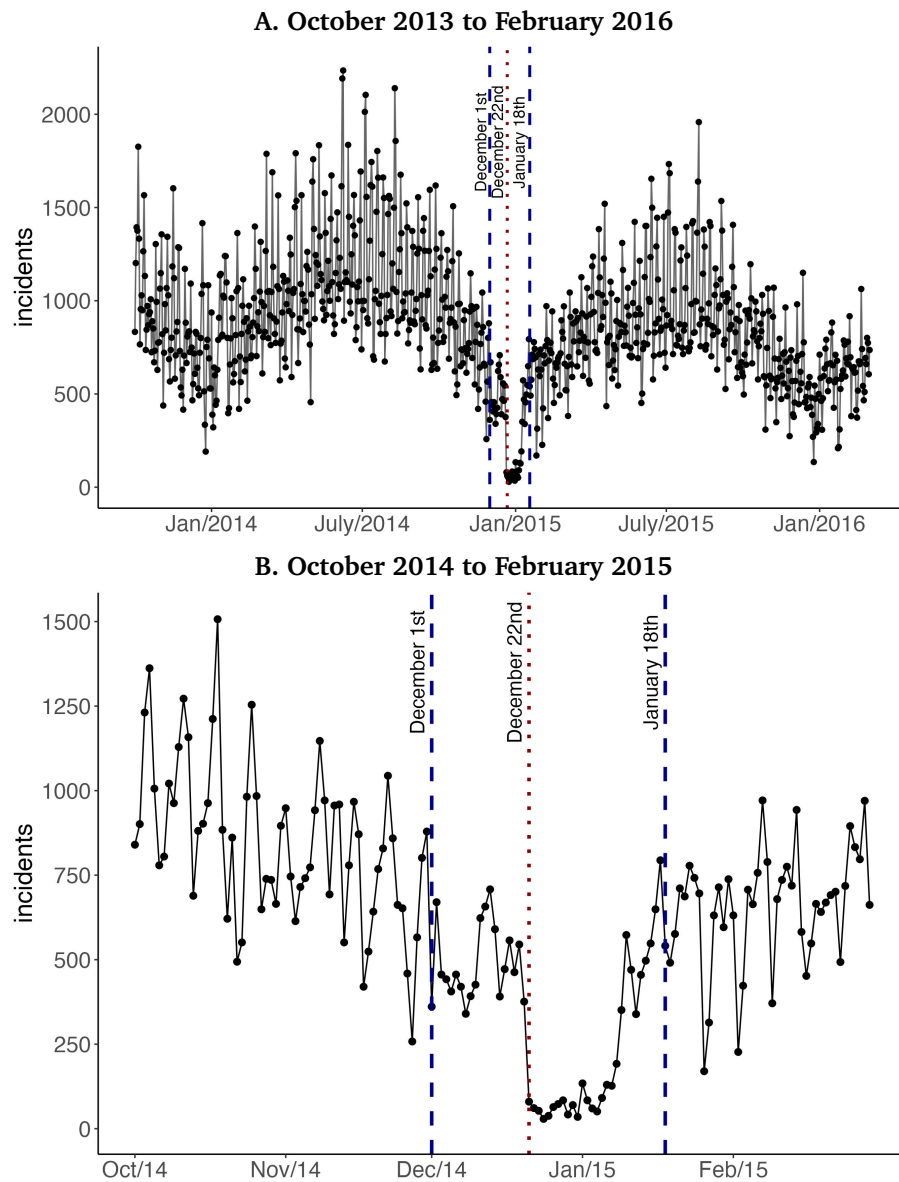 A. October 2013 to February 2016
2000
1500
1000
500
0
incidents
December 1st
December 22nd
January 18th
Jan/2014
July/2014
Jan/2015
July/2015
Jan/2016
B. October 2014 to February 2015
1500
1250
1000
750
500
250
0
incidents
December 1st
December 22nd
January 18th
Oct/14
Nov/14
Dec/14
Jan/15
Feb/15